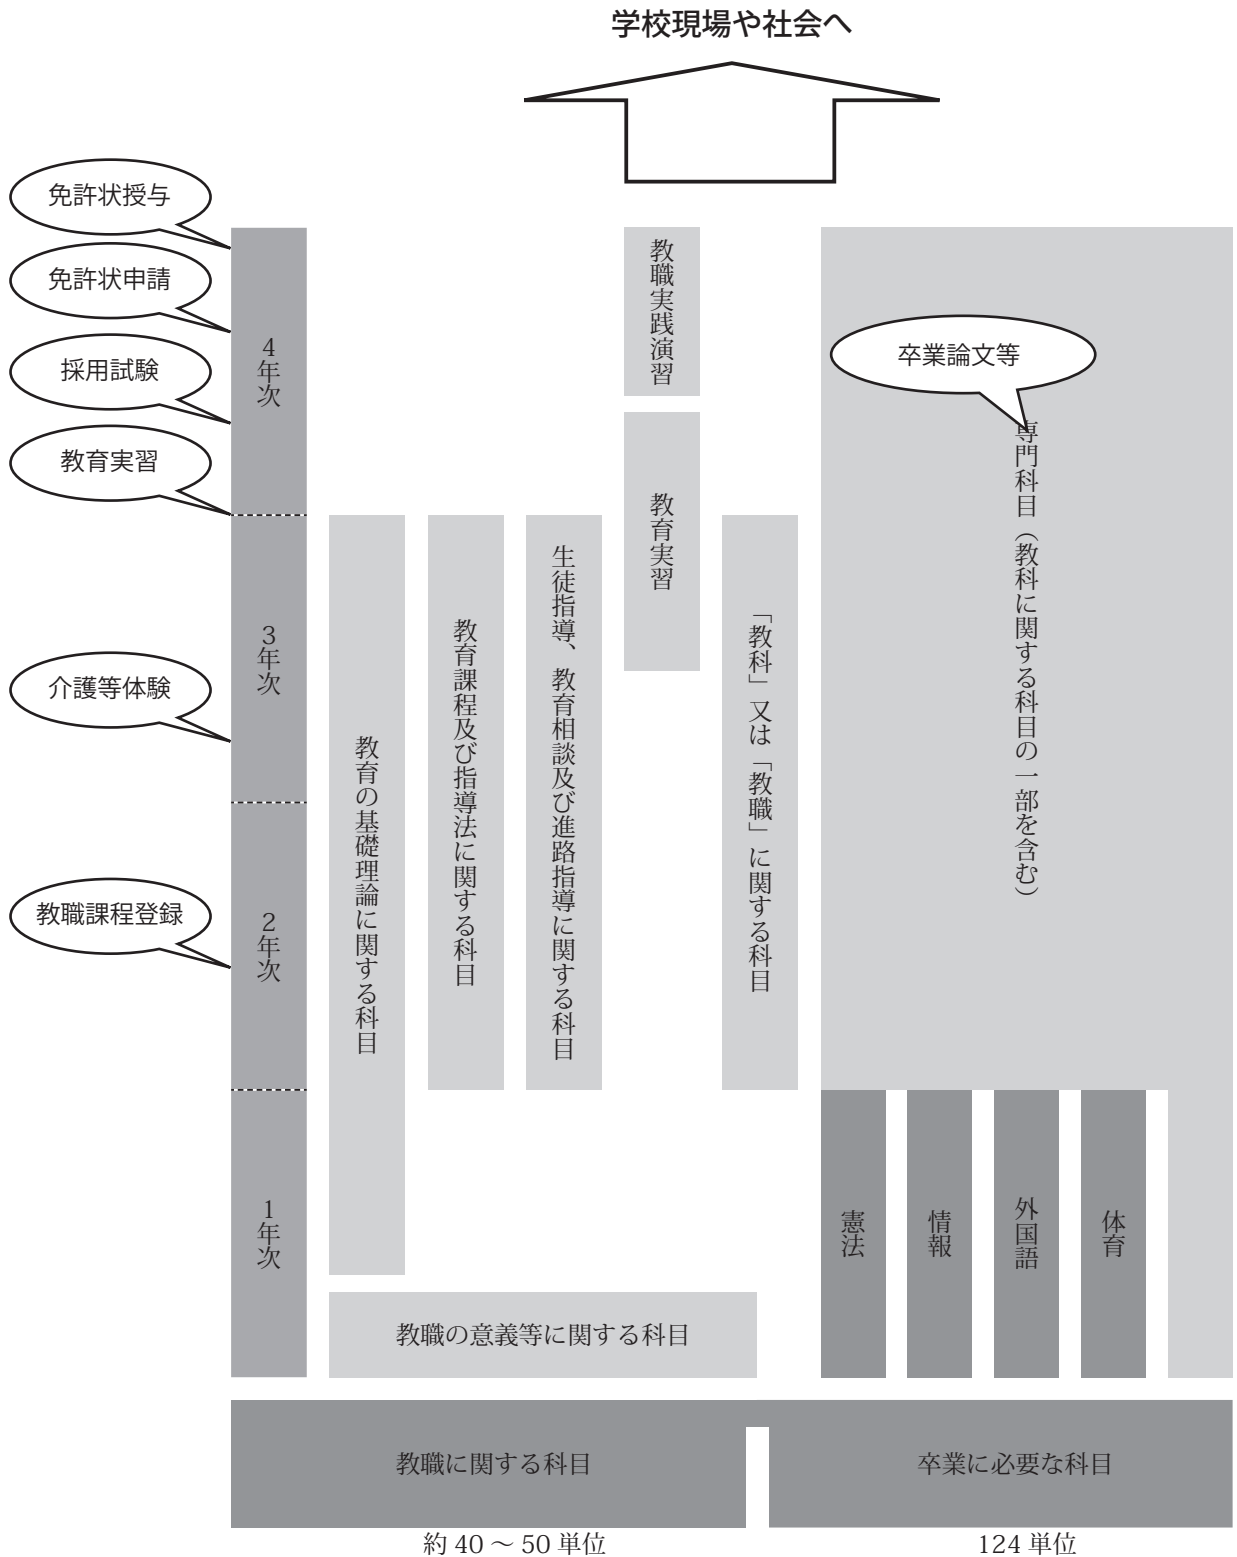 学校現場や社会へ
免許状授与
免許状申請
採用試験
教育実習
介護等体験
教職課程登録
4年次
3年次
2年次
1年次
教育の基礎理論に関する科目
教育課程及び指導法に関する科目
生徒指導、教育相談及び進路指導に関する科目
教職実践演習
教育実習
「教科」又は「教職」に関する科目
卒業論文等
専門科目（教科に関する科目の一部を含む）
憲法
情報
外国語
体育
教職の意義等に関する科目
教職に関する科目
卒業に必要な科目
約 40 ～ 50 単位
124 単位